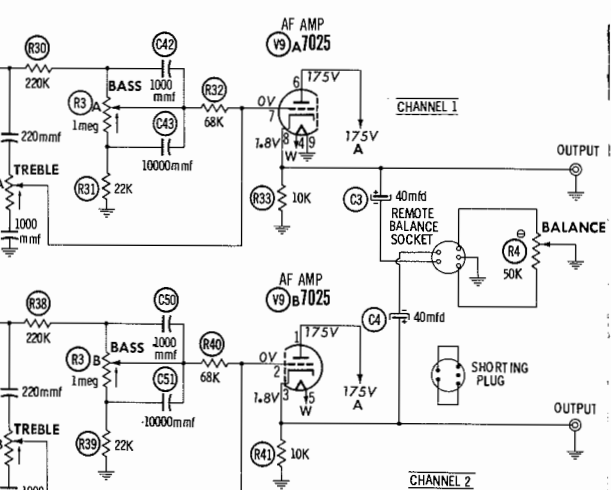 AF AMP
V9 A 7025
R30
220K
C42
1000
mmf
BASS
R3 A
1meg
R32
68K
C43
10000mmf
220mmf
TREBLE
1000
mmf
R31
22K
6
175V
0V
7
1.8V
8
4
9
W
175V
A
CHANNEL 1
OUTPUT
R33
10K
C3
40mfd
REMOTE
BALANCE
SOCKET
BALANCE
R4
50K
AF AMP
V9 B 7025
R38
220K
C50
1000
mmf
BASS
R3 B
1meg
R40
68K
C51
10000mmf
220mmf
TREBLE
1000
R39
22K
1
175V
0V
2
1.8V
3
5
W
175V
A
C4
40mfd
SHORTING
PLUG
OUTPUT
R41
10K
CHANNEL 2